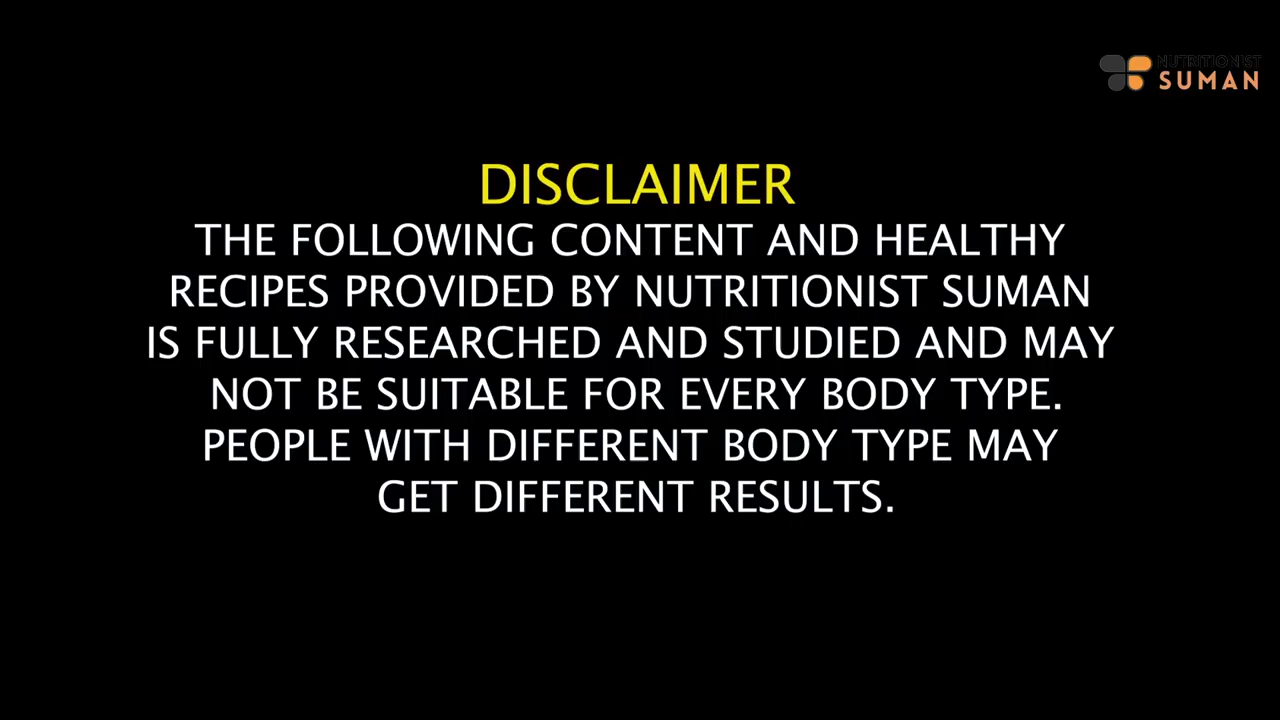 NUTRITIONIST
SUMAN
DISCLAIMER
THE FOLLOWING CONTENT AND HEALTHY
RECIPES PROVIDED BY NUTRITIONIST SUMAN
IS FULLY RESEARCHED AND STUDIED AND MAY
NOT BE SUITABLE FOR EVERY BODY TYPE.
PEOPLE WITH DIFFERENT BODY TYPE MAY
GET DIFFERENT RESULTS.